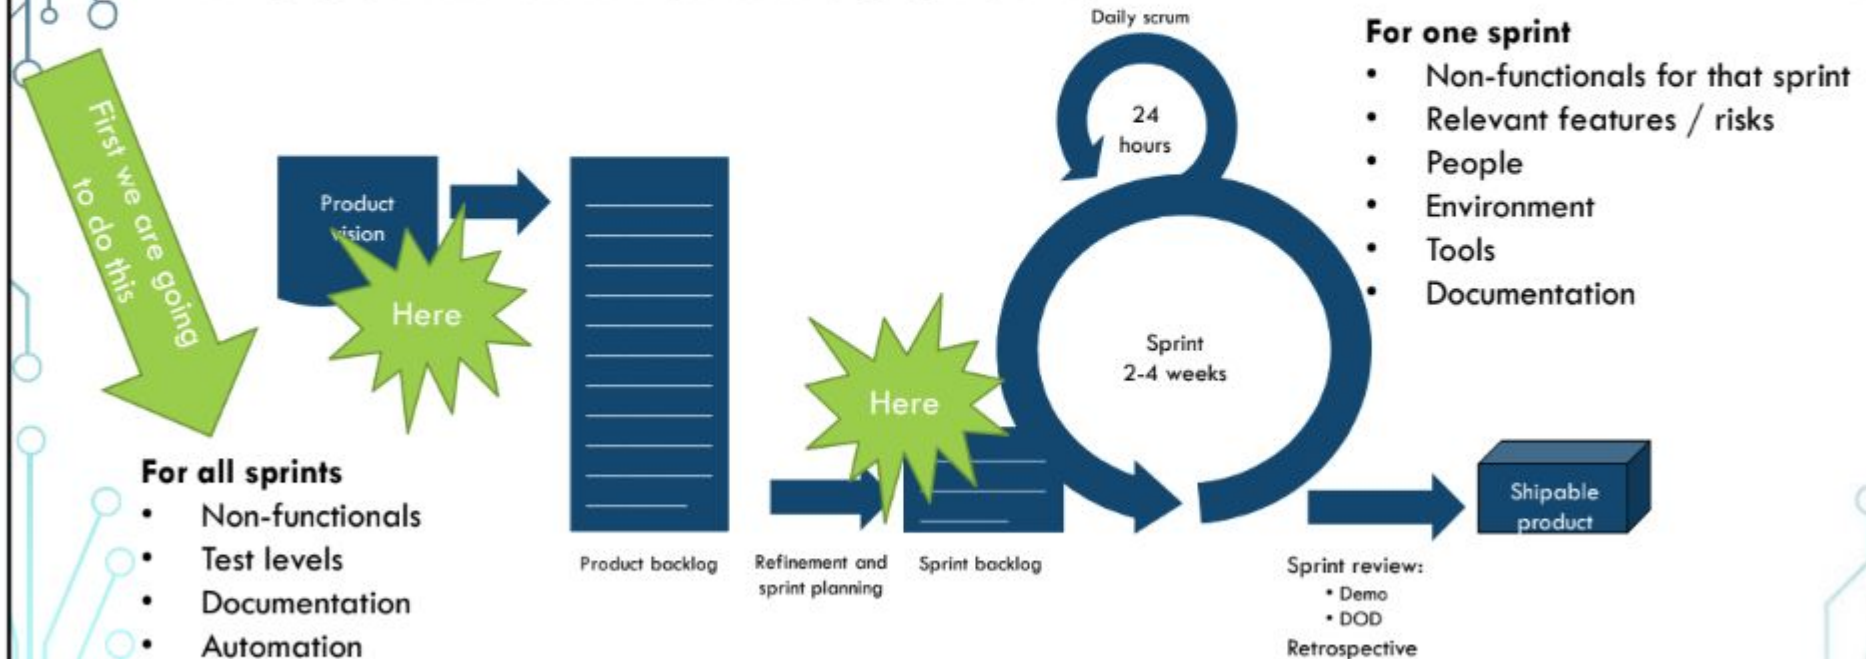 First we are going
to do this
Product
vision
Here
Daily scrum
24
hours
Sprint
2-4 weeks
Here
For one sprint
• Non-functionals for that sprint
• Relevant features / risks
• People
• Environment
• Tools
• Documentation
For all sprints
• Non-functionals
• Test levels
• Documentation
• Automation
Product backlog
Refinement and
sprint planning
Sprint backlog
Shipable
product
Sprint review:
• Demo
• DOD
Retrospective